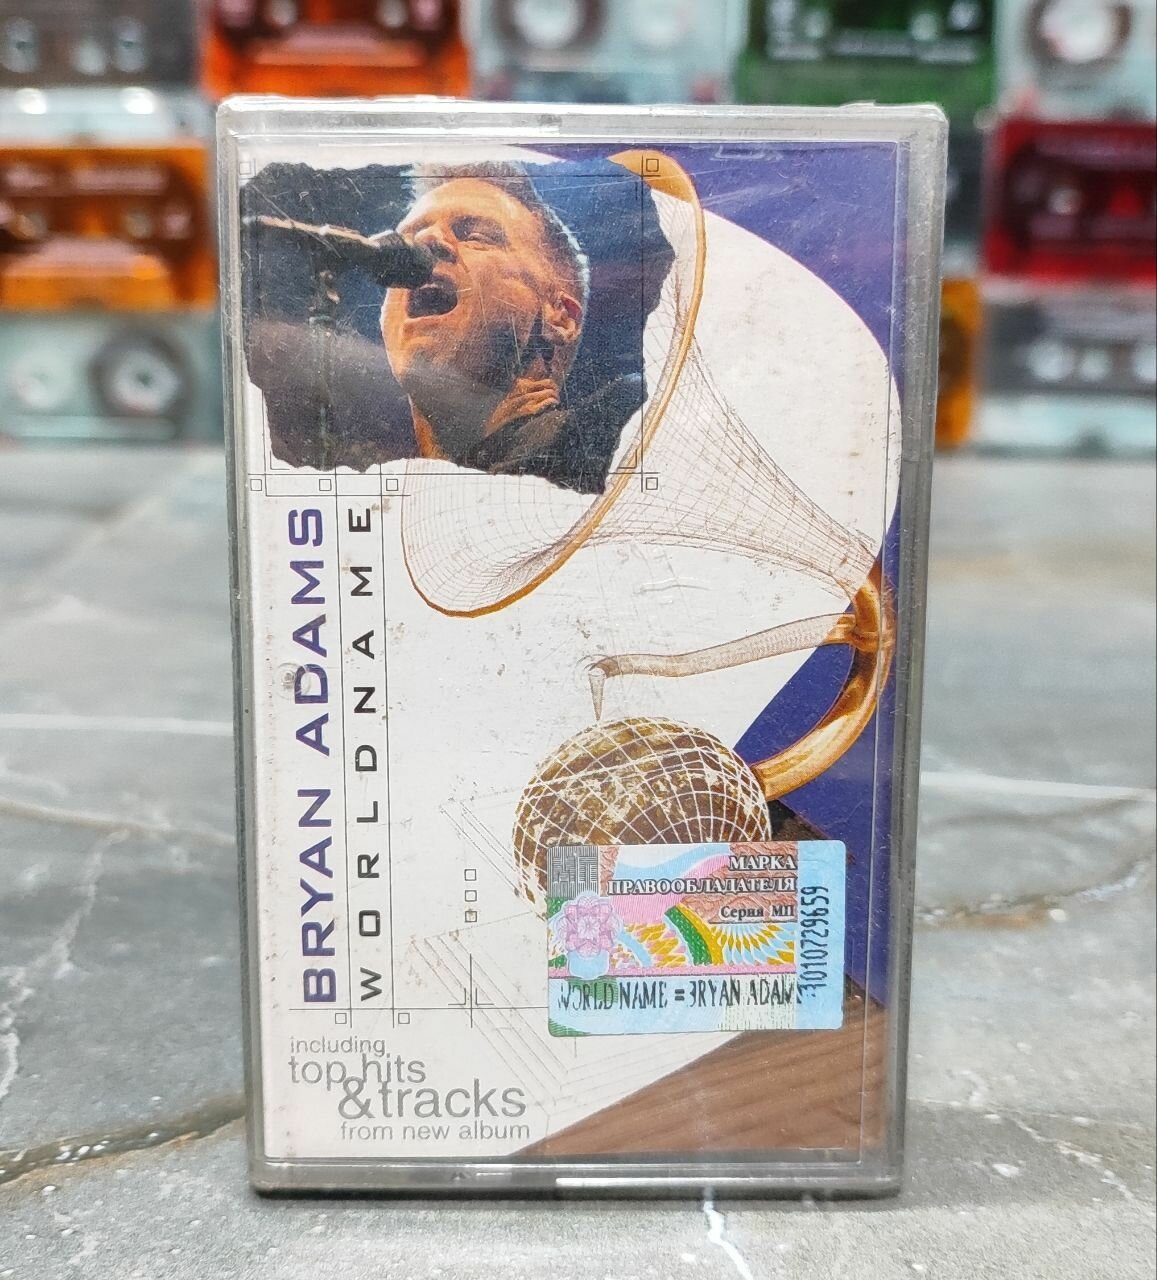 BRYAN ADAMS
WORLDNAME
including
top hits
&tracks
from new album
МАРКА
ПРАВООБЛАДАТЕЛЯ
Серия МП
WORLD NAME = BRYAN ADAMS
3010729659